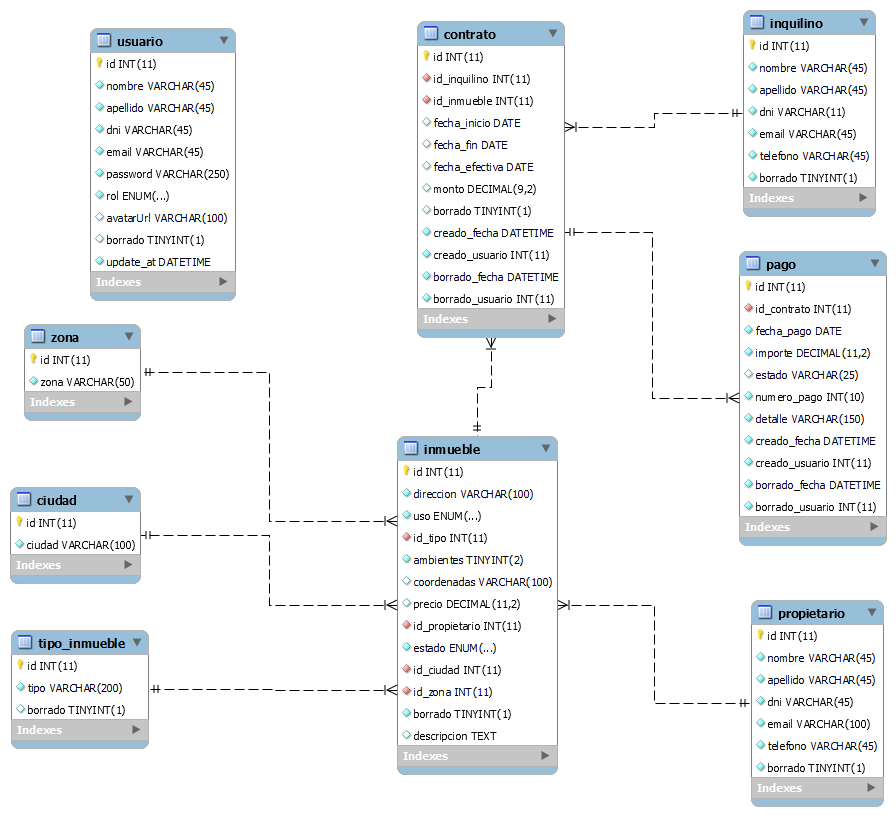 usuario
id INT(11)
nombre VARCHAR(45)
apellido VARCHAR(45)
dni VARCHAR(45)
email VARCHAR(45)
password VARCHAR(250)
rol ENUM(...)
avatarUrl VARCHAR(100)
borrado TINYINT(1)
update_at DATETIME
Indexes
contrato
id INT(11)
id_inquilino INT(11)
id_inmueble INT(11)
fecha_inicio DATE
fecha_fin DATE
fecha_efectiva DATE
monto DECIMAL(9,2)
borrado TINYINT(1)
creado_fecha DATETIME
creado_usuario INT(11)
borrado_fecha DATETIME
borrado_usuario INT(11)
Indexes
inquilino
id INT(11)
nombre VARCHAR(45)
apellido VARCHAR(45)
dni VARCHAR(11)
email VARCHAR(45)
telefono VARCHAR(45)
borrado TINYINT(1)
Indexes
pago
id INT(11)
id_contrato INT(11)
fecha_pago DATE
importe DECIMAL(11,2)
estado VARCHAR(25)
numero_pago INT(10)
detalle VARCHAR(150)
creado_fecha DATETIME
creado_usuario INT(11)
borrado_fecha DATETIME
borrado_usuario INT(11)
Indexes
zona
id INT(11)
zona VARCHAR(50)
Indexes
ciudad
id INT(11)
ciudad VARCHAR(100)
Indexes
tipo_inmueble
id INT(11)
tipo VARCHAR(200)
borrado TINYINT(1)
Indexes
inmueble
id INT(11)
direccion VARCHAR(100)
uso ENUM(...)
id_tipo INT(11)
ambientes TINYINT(2)
coordenadas VARCHAR(100)
precio DECIMAL(11,2)
id_propietario INT(11)
estado ENUM(...)
id_ciudad INT(11)
id_zona INT(11)
borrado TINYINT(1)
descripcion TEXT
Indexes
propietario
id INT(11)
nombre VARCHAR(45)
apellido VARCHAR(45)
dni VARCHAR(45)
email VARCHAR(100)
telefono VARCHAR(45)
borrado TINYINT(1)
Indexes